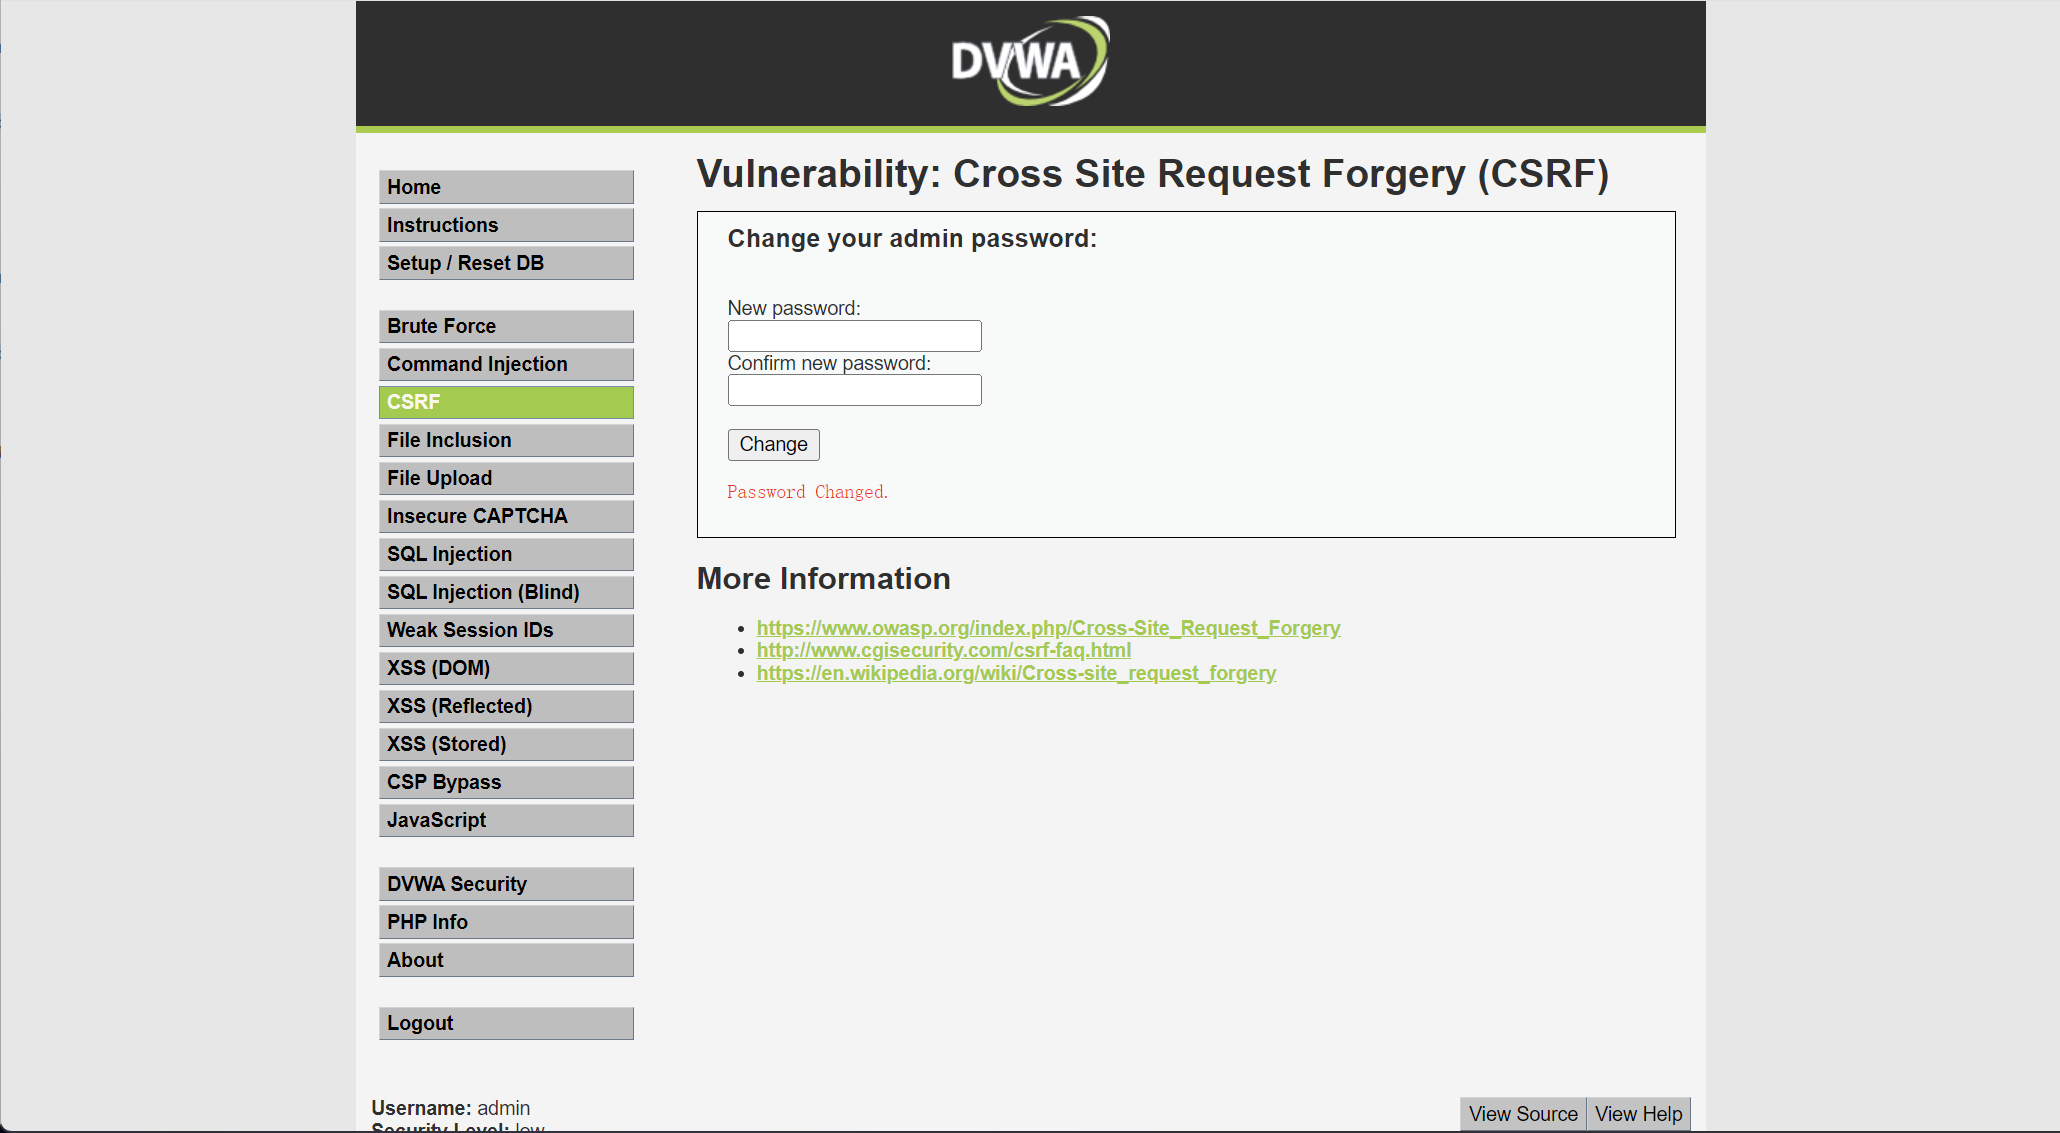 DVWA
Home
Instructions
Setup / Reset DB
Brute Force
Command Injection
CSRF
File Inclusion
File Upload
Insecure CAPTCHA
SQL Injection
SQL Injection (Blind)
Weak Session IDs
XSS (DOM)
XSS (Reflected)
XSS (Stored)
CSP Bypass
JavaScript
DVWA Security
PHP Info
About
Logout
Vulnerability: Cross Site Request Forgery (CSRF)
Change your admin password:
New password:
Confirm new password:
Change
Password Changed.
More Information
https://www.owasp.org/index.php/Cross-Site_Request_Forgery
http://www.cgisecurity.com/csrf-faq.html
https://en.wikipedia.org/wiki/Cross-site_request_forgery
Username: admin
Security Level: low
View Source
View Help